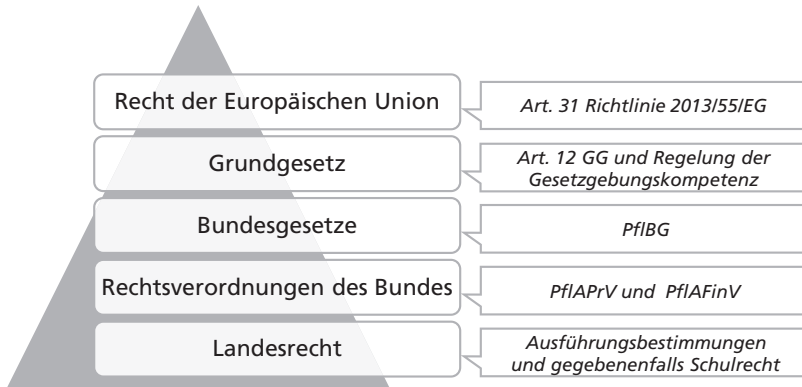 Recht der Europäischen Union
Art. 31 Richtlinie 2013/55/EG
Grundgesetz
Art. 12 GG und Regelung der
Gesetzgebungskompetenz
Bundesgesetze
PflBG
Rechtsverordnungen des Bundes
PflAPrV und PflAFinV
Landesrecht
Ausführungsbestimmungen
und gegebenenfalls Schulrecht